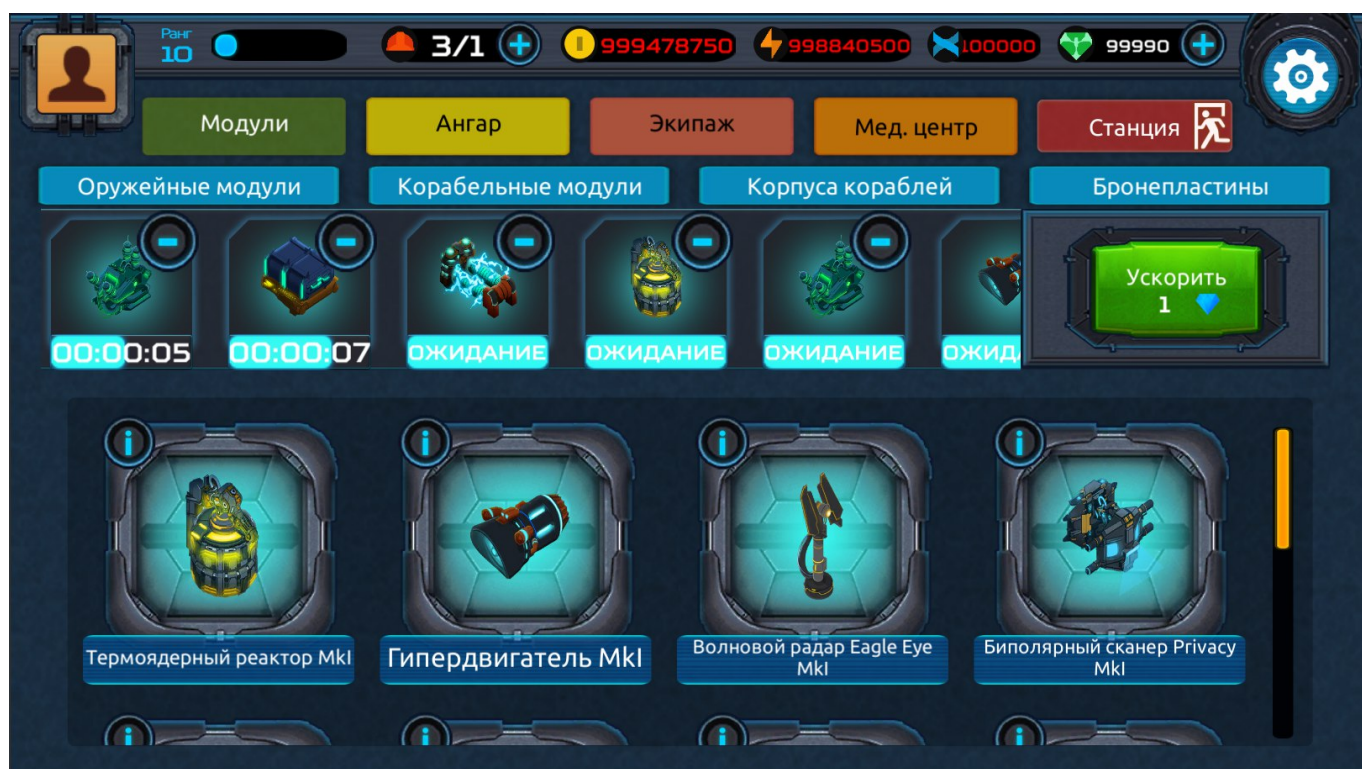 Ранг
10
3/1
999478750
998840500
100000
99990
Модули
Ангар
Экипаж
Мед. центр
Станция
Оружейные модули
Корабельные модули
Корпуса кораблей
Бронепластины
00:00:05
00:00:07
ОЖИДАНИЕ
ОЖИДАНИЕ
ОЖИДАНИЕ
ОЖИД
Ускорить
1
Термоядерный реактор MkI
Гипердвигатель MkI
Волновой радар Eagle Eye
MkI
Биполярный сканер Privacy
MkI